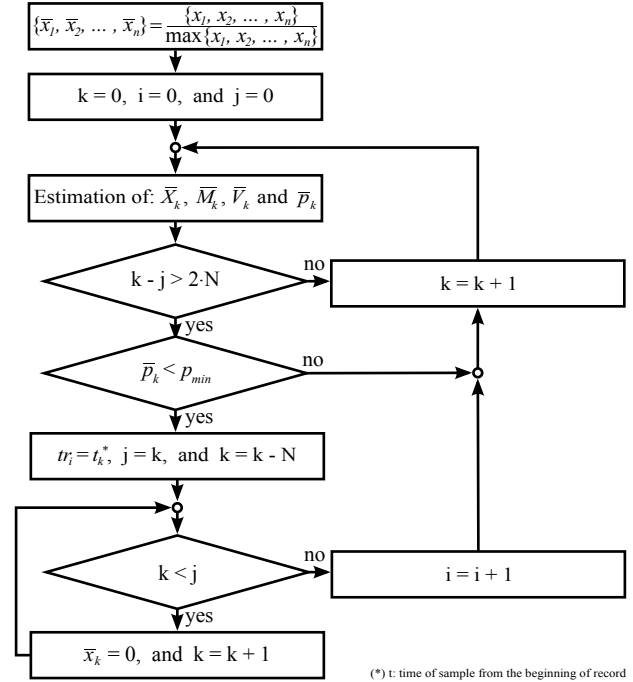 {x̅₁, x̅₂, ... , x̅ₙ} = {x₁, x₂, ... , xₙ} / max{x₁, x₂, ... , xₙ}
k = 0, i = 0, and j = 0
Estimation of: X̅ₖ, M̅ₖ, V̅ₖ and p̅ₖ
k - j > 2·N
no
k = k + 1
yes
p̅ₖ < pₘᵢₙ
no
yes
trᵢ = tₖ*, j = k, and k = k - N
k < j
no
i = i + 1
yes
x̅ₖ = 0, and k = k + 1
(*) t: time of sample from the beginning of record